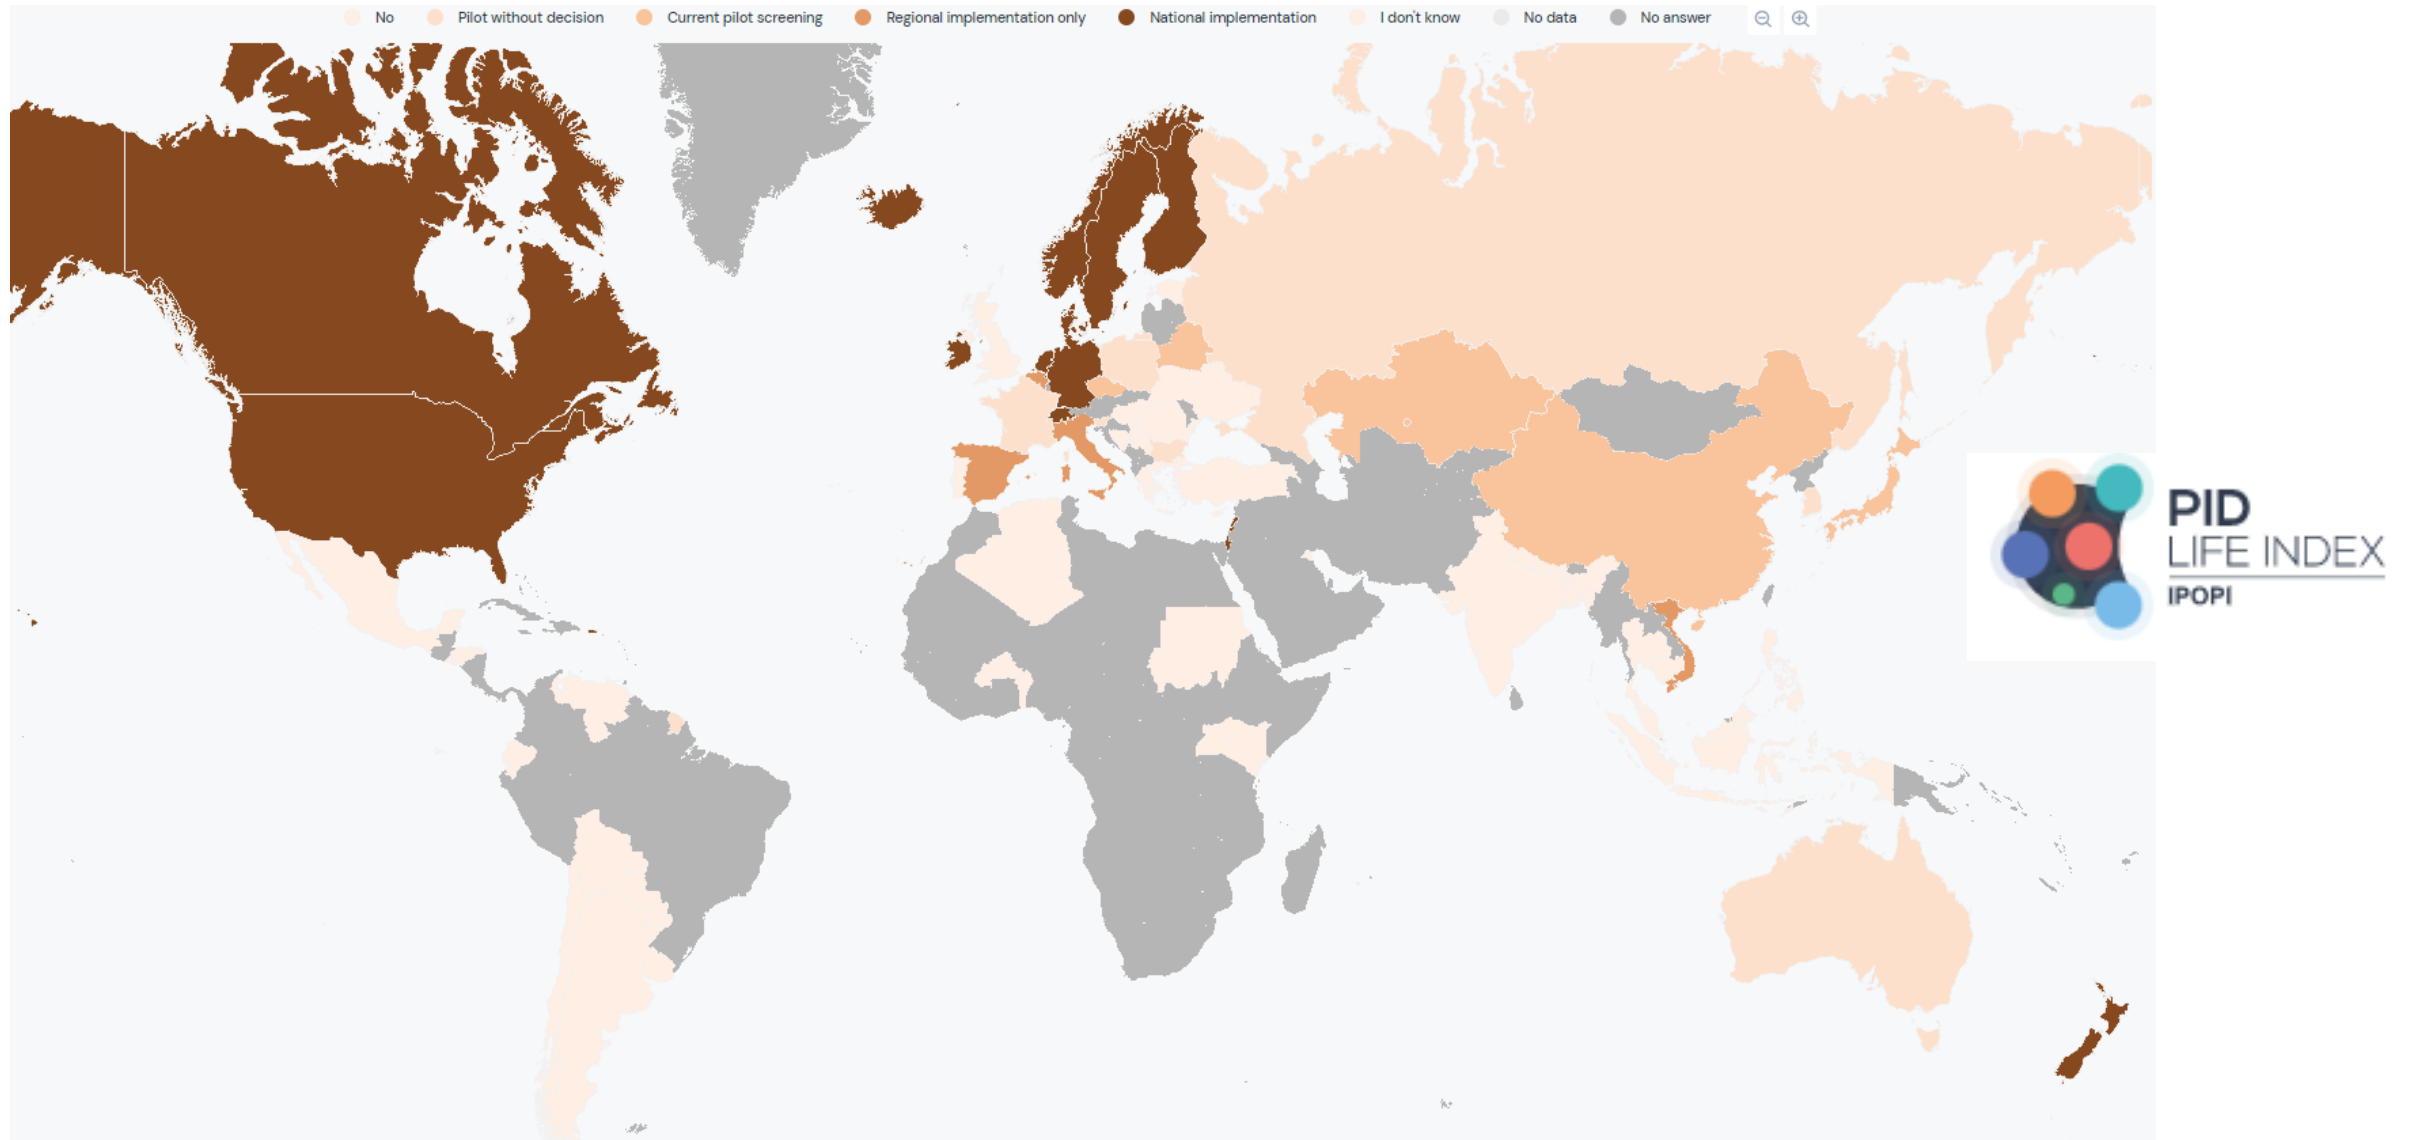 No Pilot without decision Current pilot screening Regional implementation only National implementation I don't know No data No answer
PID
LIFE INDEX
IPOPI